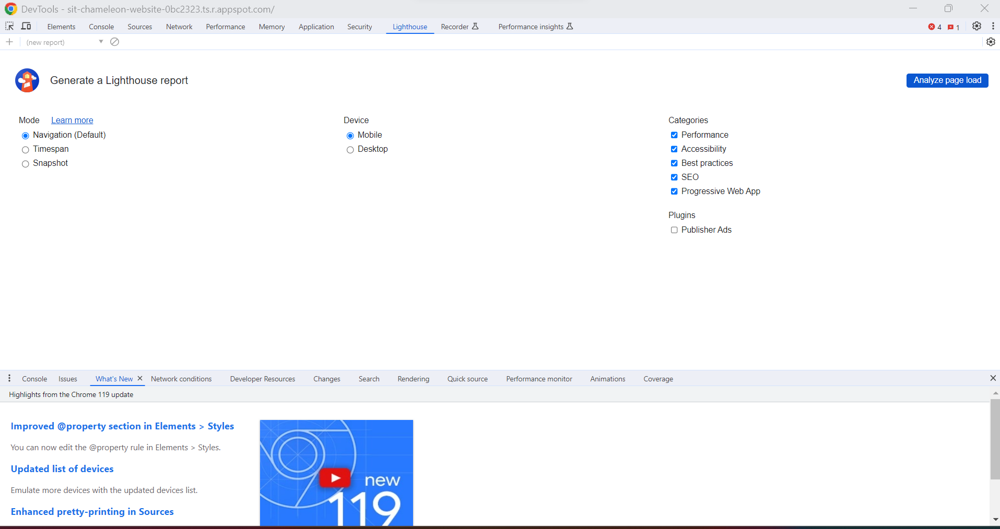 DevTools - sit-chameleon-website-0bc2323.ts.r.appspot.com/
Elements Console Sources Network Performance Memory Application Security Lighthouse Recorder Performance insights 4 1
(new report)
Generate a Lighthouse report
Analyze page load
Mode Learn more
Navigation (Default)
Timespan
Snapshot
Device
Mobile
Desktop
Categories
Performance
Accessibility
Best practices
SEO
Progressive Web App
Plugins
Publisher Ads
Console Issues What's New Network conditions Developer Resources Changes Search Rendering Quick source Performance monitor Animations Coverage
Highlights from the Chrome 119 update
Improved @property section in Elements > Styles
You can now edit the @property rule in Elements > Styles.
Updated list of devices
Emulate more devices with the updated devices list.
Enhanced pretty-printing in Sources
new
119